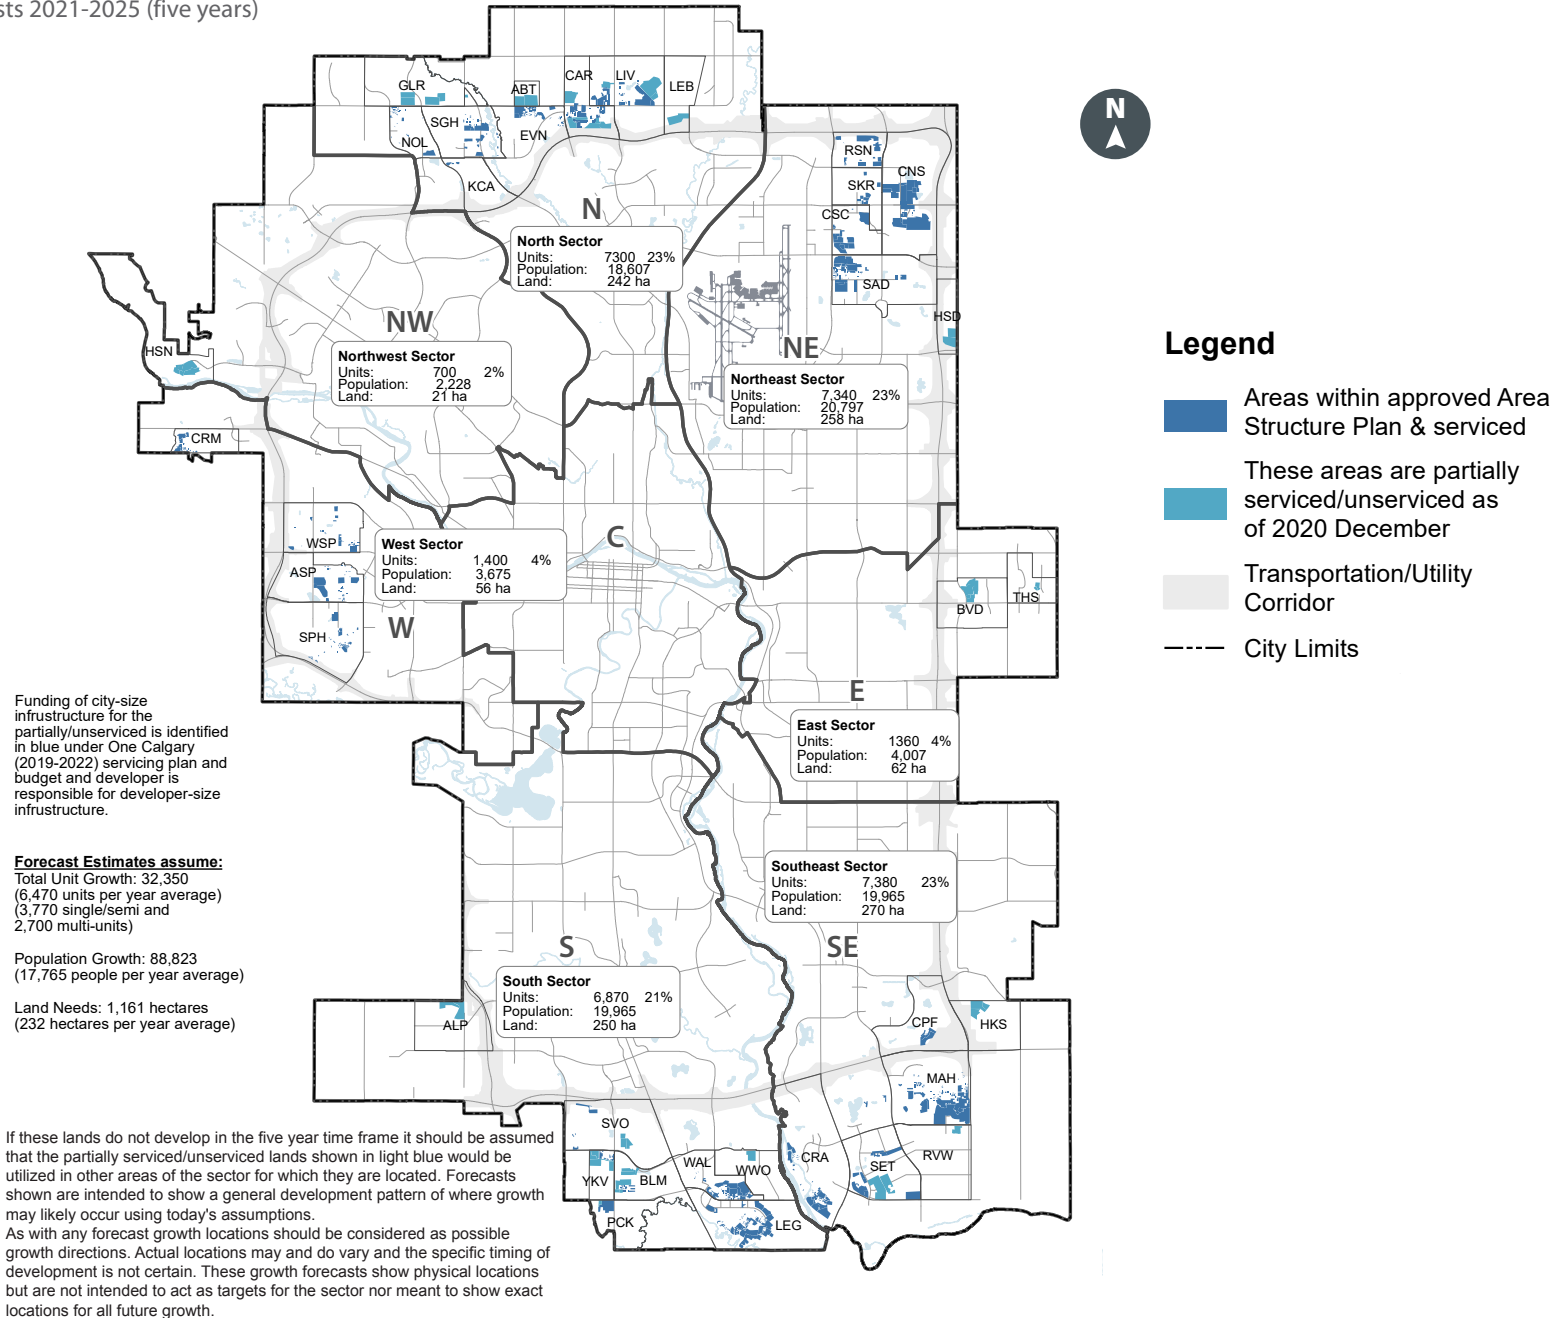 sts 2021-2025 (five years)
N
GLR
ABT
CAR
LIV
LEB
SGH
NOL
EVN
KCA
RSN
CNS
SKR
CSC
SAD
HSD
N
North Sector
Units: 7300 23%
Population: 18,607
Land: 242 ha
NW
Northwest Sector
Units: 700 2%
Population: 2,228
Land: 21 ha
HSN
CRM
NE
Northeast Sector
Units: 7,340 23%
Population: 20,797
Land: 258 ha
Legend
Areas within approved Area
Structure Plan & serviced
These areas are partially
serviced/unserviced as
of 2020 December
Transportation/Utility
Corridor
City Limits
WSP
ASP
SPH
West Sector
Units: 1,400 4%
Population: 3,675
Land: 56 ha
W
C
BVD
THS
E
East Sector
Units: 1360 4%
Population: 4,007
Land: 62 ha
Funding of city-size
infrustructure for the
partially/unserviced is identified
in blue under One Calgary
(2019-2022) servicing plan and
budget and developer is
responsible for developer-size
infrustructure.
Forecast Estimates assume:
Total Unit Growth: 32,350
(6,470 units per year average)
(3,770 single/semi and
2,700 multi-units)
Population Growth: 88,823
(17,765 people per year average)
Land Needs: 1,161 hectares
(232 hectares per year average)
Southeast Sector
Units: 7,380 23%
Population: 19,965
Land: 270 ha
S
SE
South Sector
Units: 6,870 21%
Population: 19,965
Land: 250 ha
ALP
CPF
HKS
MAH
SVO
WAL
WWO
CRA
SET
RVW
YKV
BLM
PCK
LEG
If these lands do not develop in the five year time frame it should be assumed
that the partially serviced/unserviced lands shown in light blue would be
utilized in other areas of the sector for which they are located. Forecasts
shown are intended to show a general development pattern of where growth
may likely occur using today's assumptions.
As with any forecast growth locations should be considered as possible
growth directions. Actual locations may and do vary and the specific timing of
development is not certain. These growth forecasts show physical locations
but are not intended to act as targets for the sector nor meant to show exact
locations for all future growth.